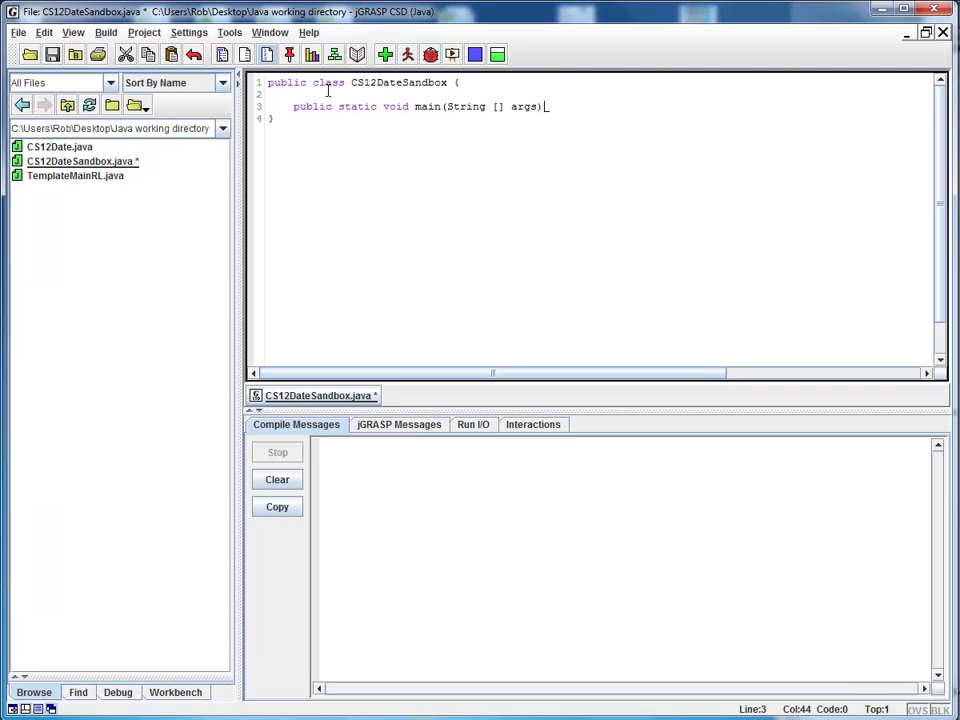 File: CS12DateSandbox.java *  C:\Users\Rob\Desktop\Java working directory - jGRASP CSD (Java)
File Edit View Build Project Settings Tools Window Help
All Files Sort By Name
C:\Users\Rob\Desktop\Java working directory
CS12Date.java
CS12DateSandbox.java *
TemplateMainRL.java
1 public class CS12DateSandbox {
2
3 public static void main(String [] args)
4 }
CS12DateSandbox.java *
Compile Messages jGRASP Messages Run I/O Interactions
Stop
Clear
Copy
Browse Find Debug Workbench
Line:3 Col:44 Code:0 Top:1 OVS BLK